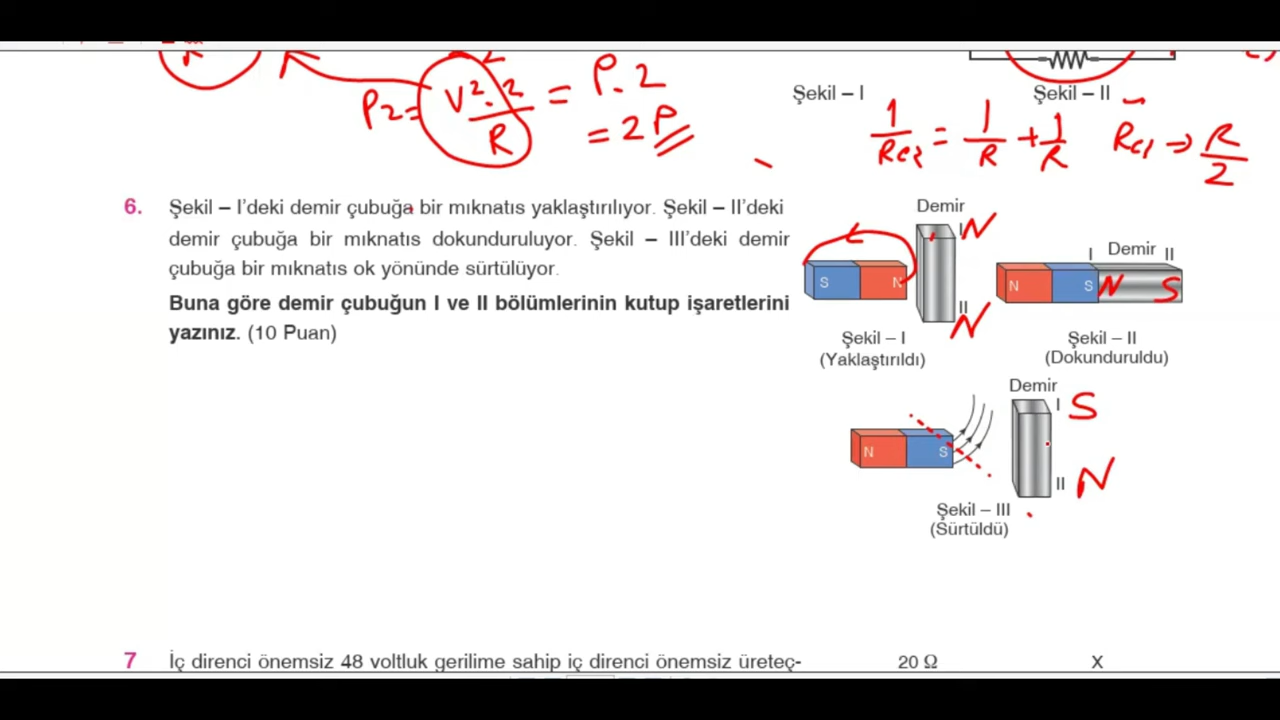 P2 = V². 2 / R = P. 2
= 2P
Şekil – I
Şekil – II
1/Re2 = 1/R + 1/R Re1 ⇒ R/2
6. Şekil – I'deki demir çubuğa bir mıknatıs yaklaştırılıyor. Şekil – II'deki
demir çubuğa bir mıknatıs dokunduruluyor. Şekil – III'deki demir
çubuğa bir mıknatıs ok yönünde sürtülüyor.
Buna göre demir çubuğun I ve II bölümlerinin kutup işaretlerini
yazınız. (10 Puan)
Demir
I N
S N
II
N
Şekil – I
(Yaklaştırıldı)
I Demir II
N S N S
Şekil – II
(Dokunduruldu)
Demir
I S
N S
II N
Şekil – III
(Sürtüldü)
7 İç direnci önemsiz 48 voltluk gerilime sahip iç direnci önemsiz üreteç-
20 Ω X